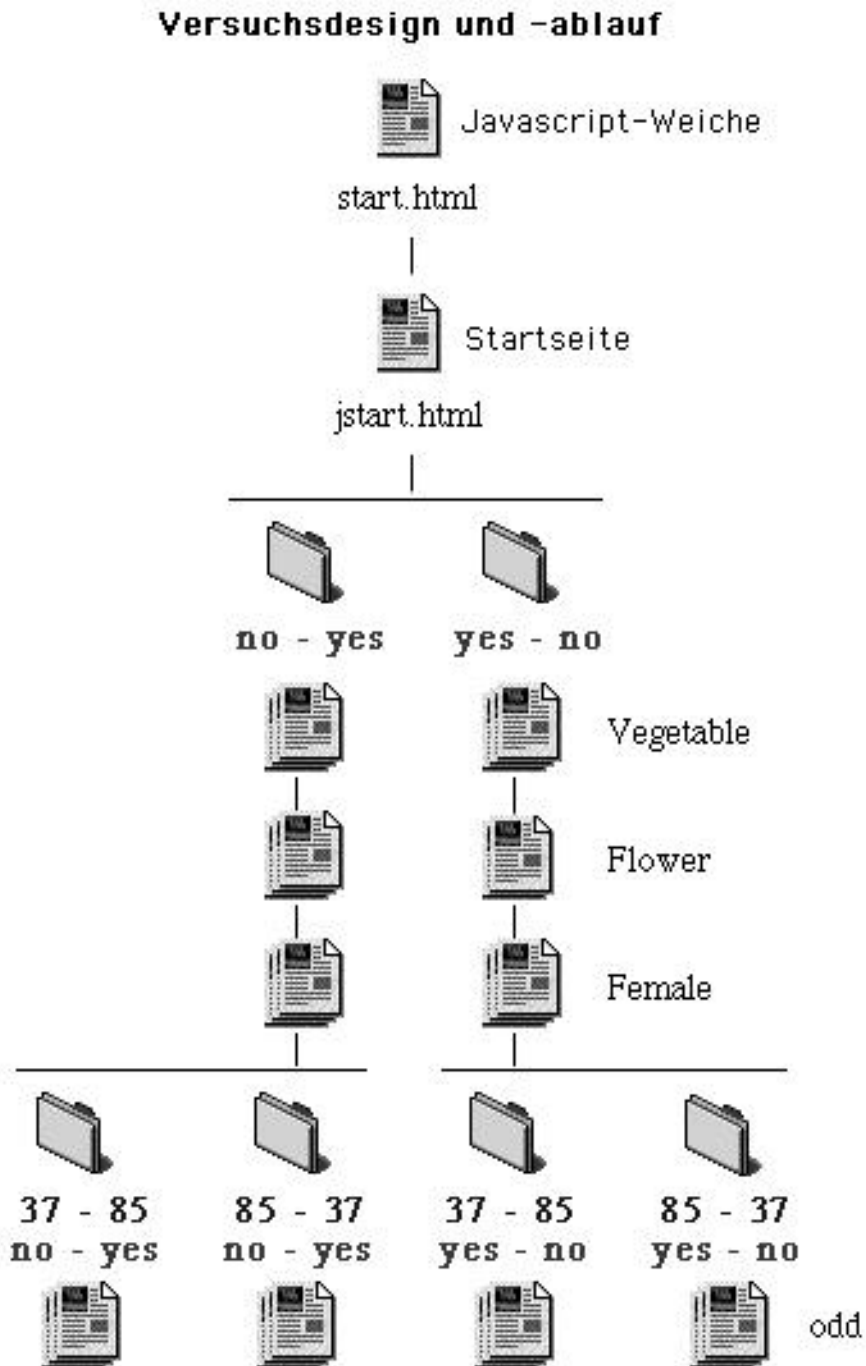 Versuchsdesign und -ablauf
Javascript-Weiche
start.html
Startseite
jstart.html
no - yes yes - no
Vegetable
Flower
Female
37 - 85 85 - 37 37 - 85 85 - 37
no - yes no - yes yes - no yes - no
odd